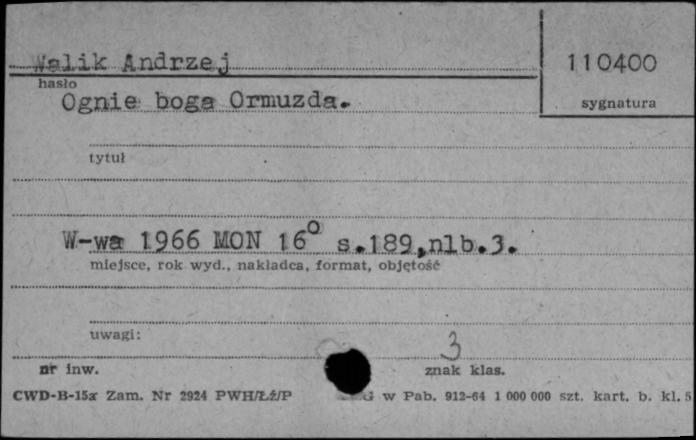 Walik Andrzej
110400
hasło
Ognie boga Ormuzda.
sygnatura
tytuł
W-wa 1966 MON 16° s.189,nlb.3.
miejsce, rok wyd., nakładca, format, objętość
uwagi:
3
nr inw.
znak klas.
CWD-B-15a Zam. Nr 2924 PWH/Łż/P
G w Pab. 912-64 1 000 000 szt. kart. b. kl. 5